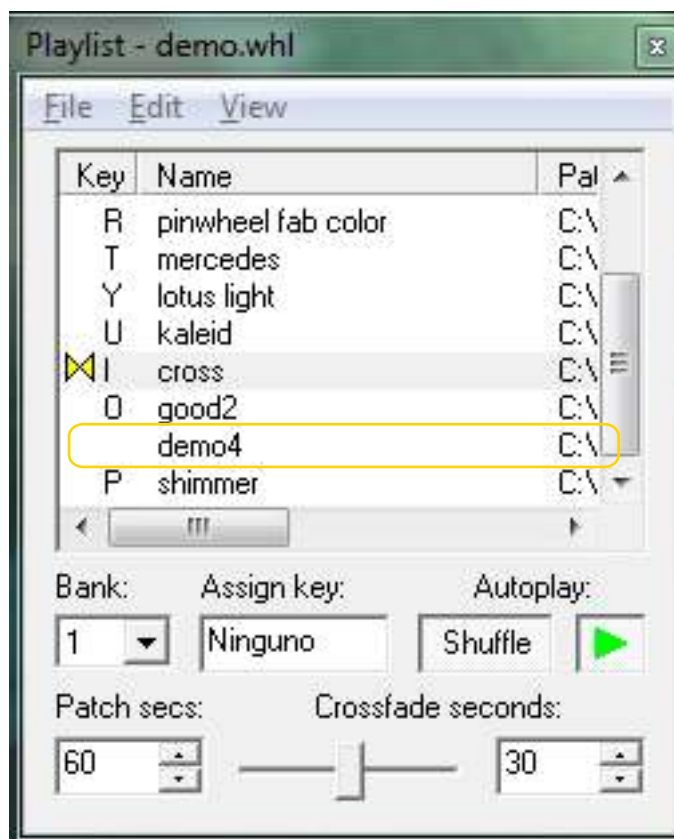 Playlist - demo.whl
File Edit View
Key Name Pal
R pinwheel fab color C:\
T mercedes C:\
Y lotus light C:\
U kaleid C:\
I cross C:\
O good2 C:\
demo4 C:\
P shimmer C:\
Bank: Assign key: Autoplay:
1 Ninguno Shuffle
Patch secs: Crossfade seconds:
60 30